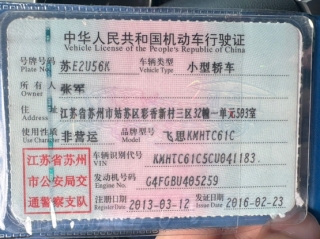 中华人民共和国机动车行驶证
Vehicle License of the People's Republic of China
号牌号码 苏E2U56K 车辆类型 小型轿车
Plate No. Vehicle Type
所有人 张军
Owner
住址 江苏省苏州市姑苏区彩香新村三区32幢一单元503室
Address
使用性质 非营运 品牌型号 飞思KMHTC61C
Use Character Model
江苏省苏州市公安局交通警察支队
车辆识别代号 KMHTC61C5CU041183
VIN
发动机号码 G4FGBU405259
Engine No.
注册日期 2013-03-12 发证日期 2016-02-23
Register Date Issue Date